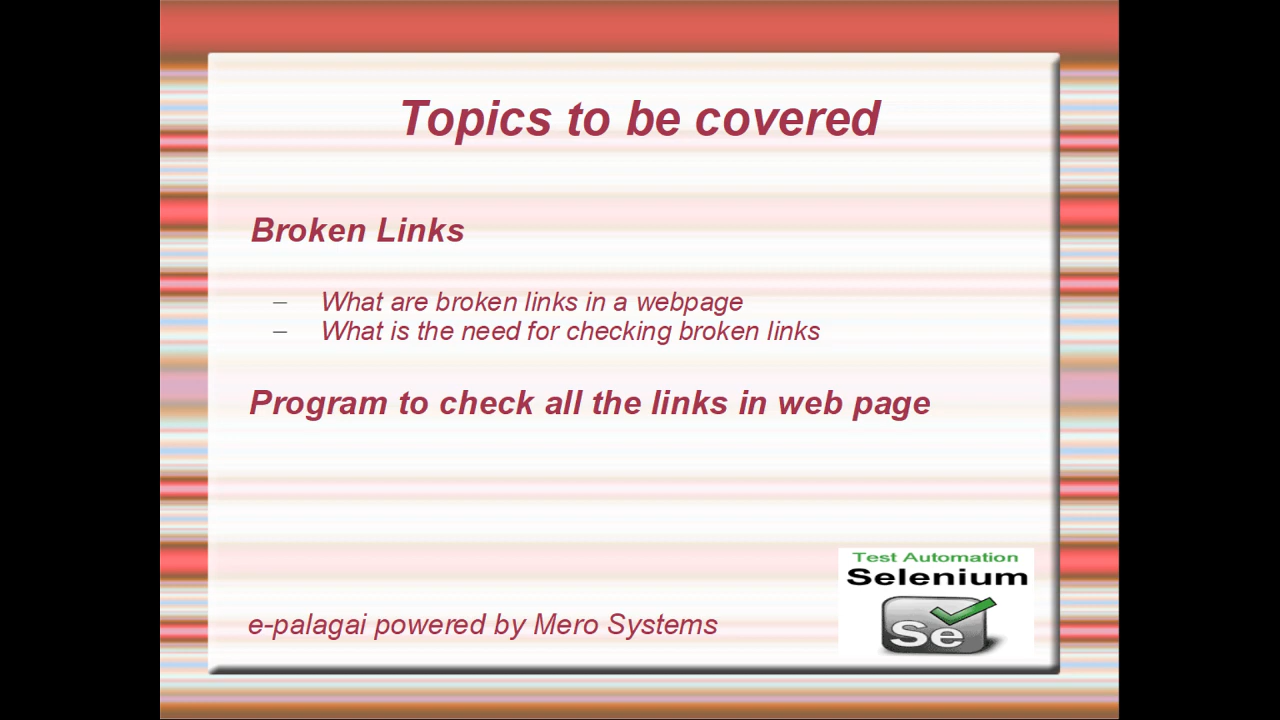 Topics to be covered
Broken Links
– What are broken links in a webpage
– What is the need for checking broken links
Program to check all the links in web page
Test Automation
Selenium
Se
e-palagai powered by Mero Systems